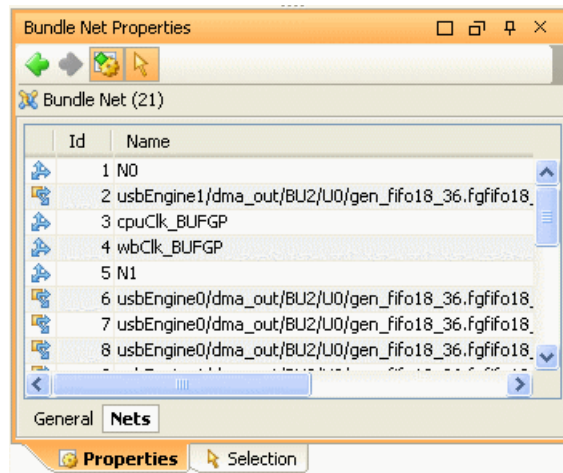 Bundle Net Properties
Bundle Net (21)
Id Name
1 N0
2 usbEngine1/dma_out/BU2/U0/gen_fifo18_36.fgfifo18_
3 cpuClk_BUFGP
4 wbClk_BUFGP
5 N1
6 usbEngine0/dma_out/BU2/U0/gen_fifo18_36.fgfifo18_
7 usbEngine0/dma_out/BU2/U0/gen_fifo18_36.fgfifo18_
8 usbEngine0/dma_out/BU2/U0/gen_fifo18_36.fgfifo18_
General Nets
Properties Selection